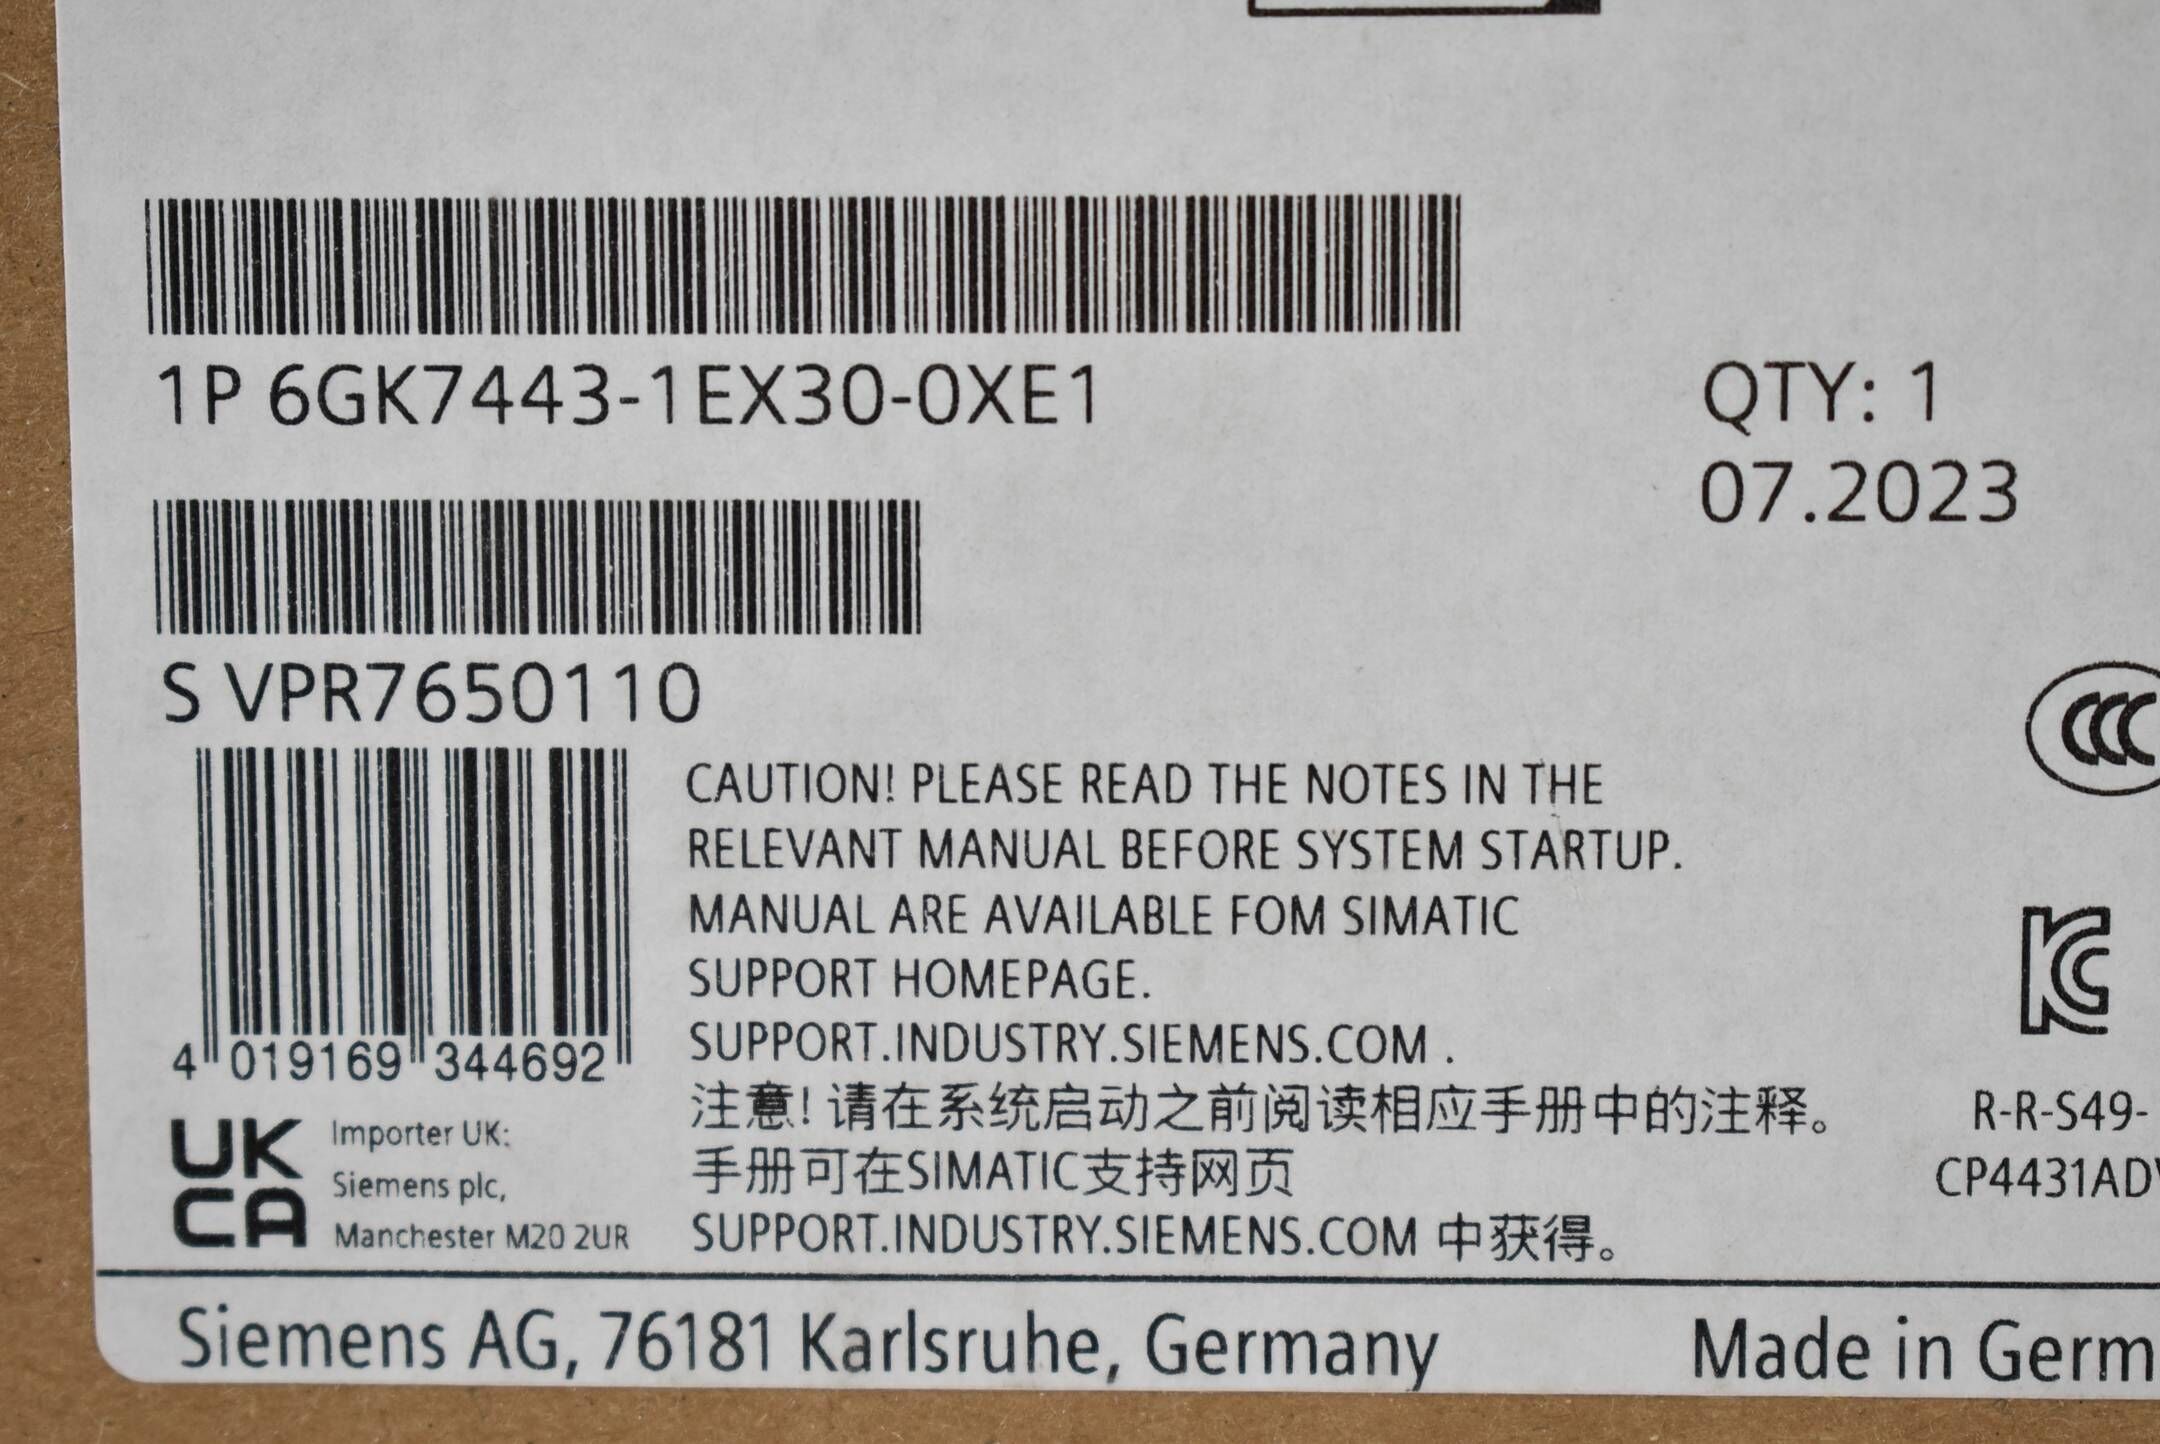 1P 6GK7443-1EX30-0XE1
QTY: 1
07.2023
S VPR7650110
CCC
CAUTION! PLEASE READ THE NOTES IN THE
RELEVANT MANUAL BEFORE SYSTEM STARTUP.
MANUAL ARE AVAILABLE FOM SIMATIC
SUPPORT HOMEPAGE.
SUPPORT.INDUSTRY.SIEMENS.COM .
注意! 请在系统启动之前阅读相应手册中的注释。
手册可在SIMATIC支持网页
SUPPORT.INDUSTRY.SIEMENS.COM 中获得。
4 019169 344692
UK
CA
Importer UK:
Siemens plc,
Manchester M20 2UR
KC
R-R-S49-
CP4431AD
Siemens AG, 76181 Karlsruhe, Germany
Made in Germ